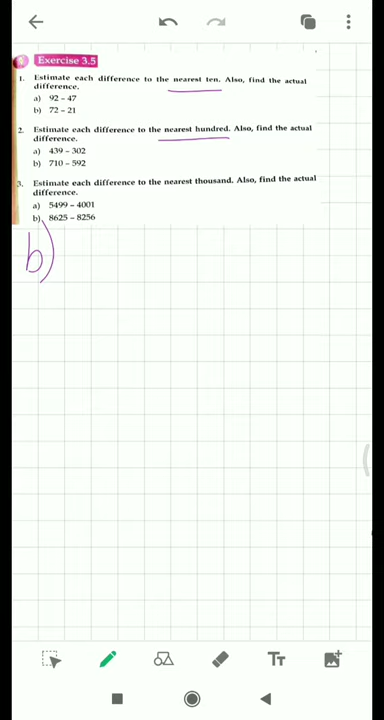 Exercise 3.5
1. Estimate each difference to the nearest ten. Also, find the actual
difference.
a) 92 – 47
b) 72 – 21
2. Estimate each difference to the nearest hundred. Also, find the actual
difference.
a) 439 – 302
b) 710 – 592
3. Estimate each difference to the nearest thousand. Also, find the actual
difference.
a) 5499 – 4001
b) 8625 – 8256
b)
TT